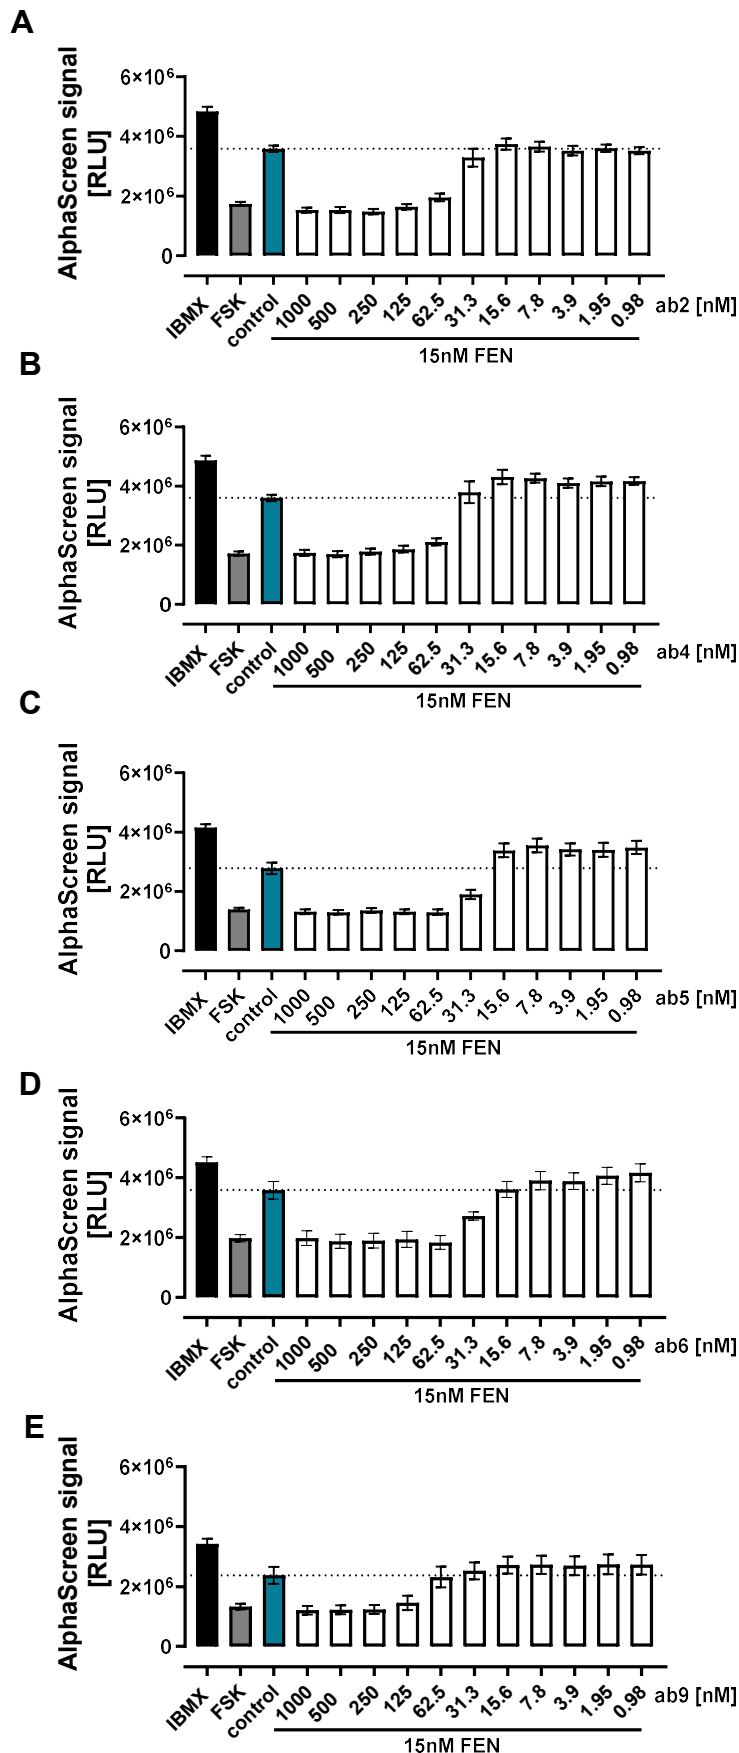 A
AlphaScreen signal
[RLU]
6×10⁶
4×10⁶
2×10⁶
0
IBMX FSK control 1000 500 250 125 62.5 31.3 15.6 7.8 3.9 1.95 0.98 ab2 [nM]
15nM FEN
B
AlphaScreen signal
[RLU]
6×10⁶
4×10⁶
2×10⁶
0
IBMX FSK control 1000 500 250 125 62.5 31.3 15.6 7.8 3.9 1.95 0.98 ab4 [nM]
15nM FEN
C
AlphaScreen signal
[RLU]
6×10⁶
4×10⁶
2×10⁶
0
IBMX FSK control 1000 500 250 125 62.5 31.3 15.6 7.8 3.9 1.95 0.98 ab5 [nM]
15nM FEN
D
AlphaScreen signal
[RLU]
6×10⁶
4×10⁶
2×10⁶
0
IBMX FSK control 1000 500 250 125 62.5 31.3 15.6 7.8 3.9 1.95 0.98 ab6 [nM]
15nM FEN
E
AlphaScreen signal
[RLU]
6×10⁶
4×10⁶
2×10⁶
0
IBMX FSK control 1000 500 250 125 62.5 31.3 15.6 7.8 3.9 1.95 0.98 ab9 [nM]
15nM FEN